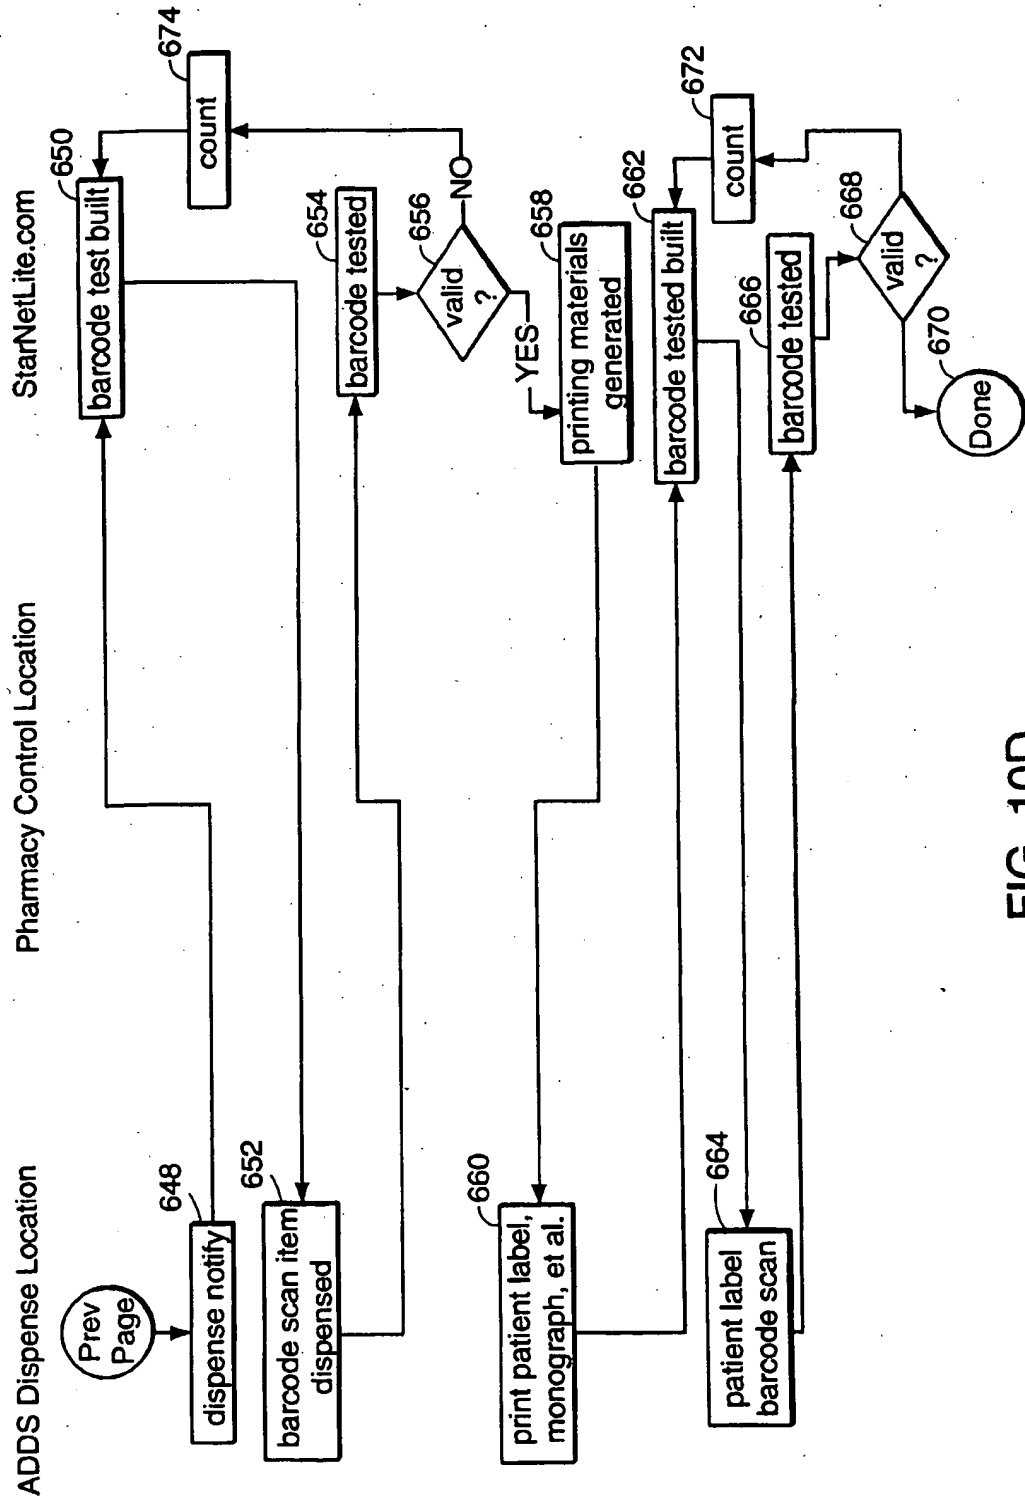 ADDS Dispense Location
Pharmacy Control Location
StarNetLite.com
Prev
Page
648
dispense notify
650
barcode test built
674
count
652
barcode scan item
dispensed
654
barcode tested
656
valid
?
NO
YES
658
printing materials
generated
660
print patient label,
monograph, et al.
662
barcode tested built
672
count
664
patient label
barcode scan
666
barcode tested
668
valid
?
670
Done
FIG. 10D